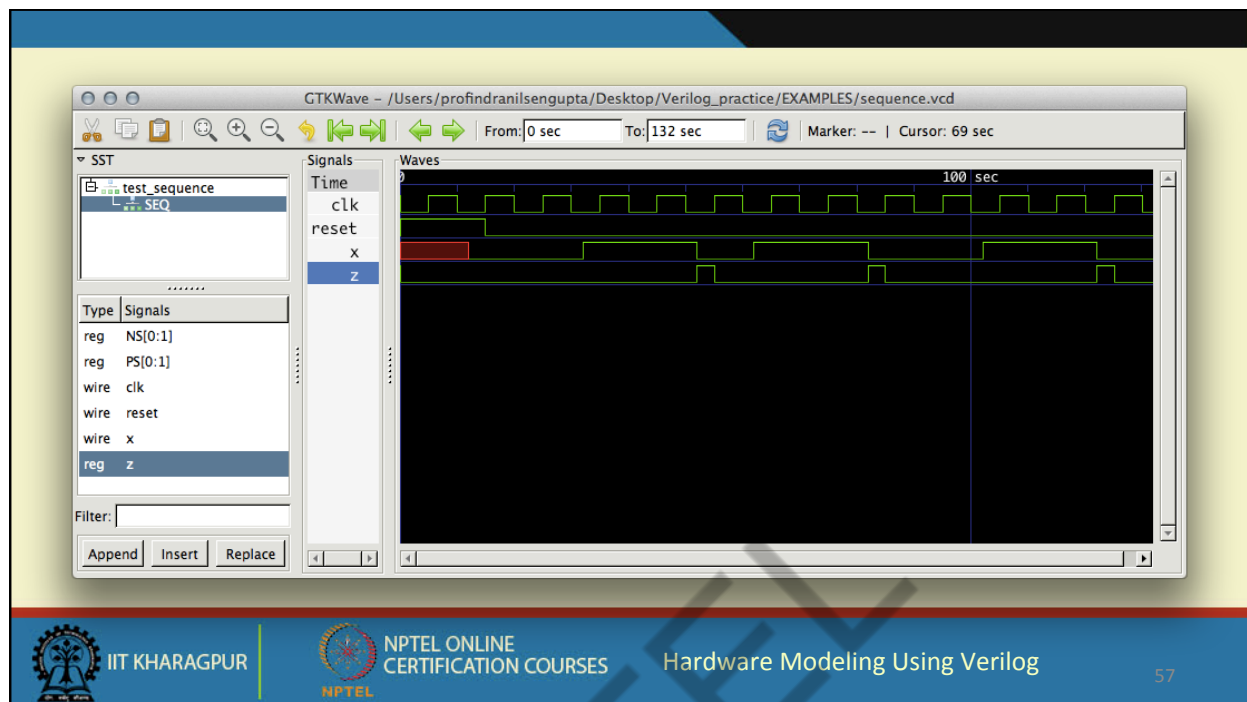 GTKWave – /Users/profindranilsengupta/Desktop/Verilog_practice/EXAMPLES/sequence.vcd
From: 0 sec To: 132 sec Marker: -- | Cursor: 69 sec
SST
test_sequence
SEQ
Type Signals
reg NS[0:1]
reg PS[0:1]
wire clk
wire reset
wire x
reg z
Filter:
Append Insert Replace
Signals
Time
clk
reset
x
z
Waves
0 100 sec
IIT KHARAGPUR
NPTEL
NPTEL ONLINE
CERTIFICATION COURSES
Hardware Modeling Using Verilog
57